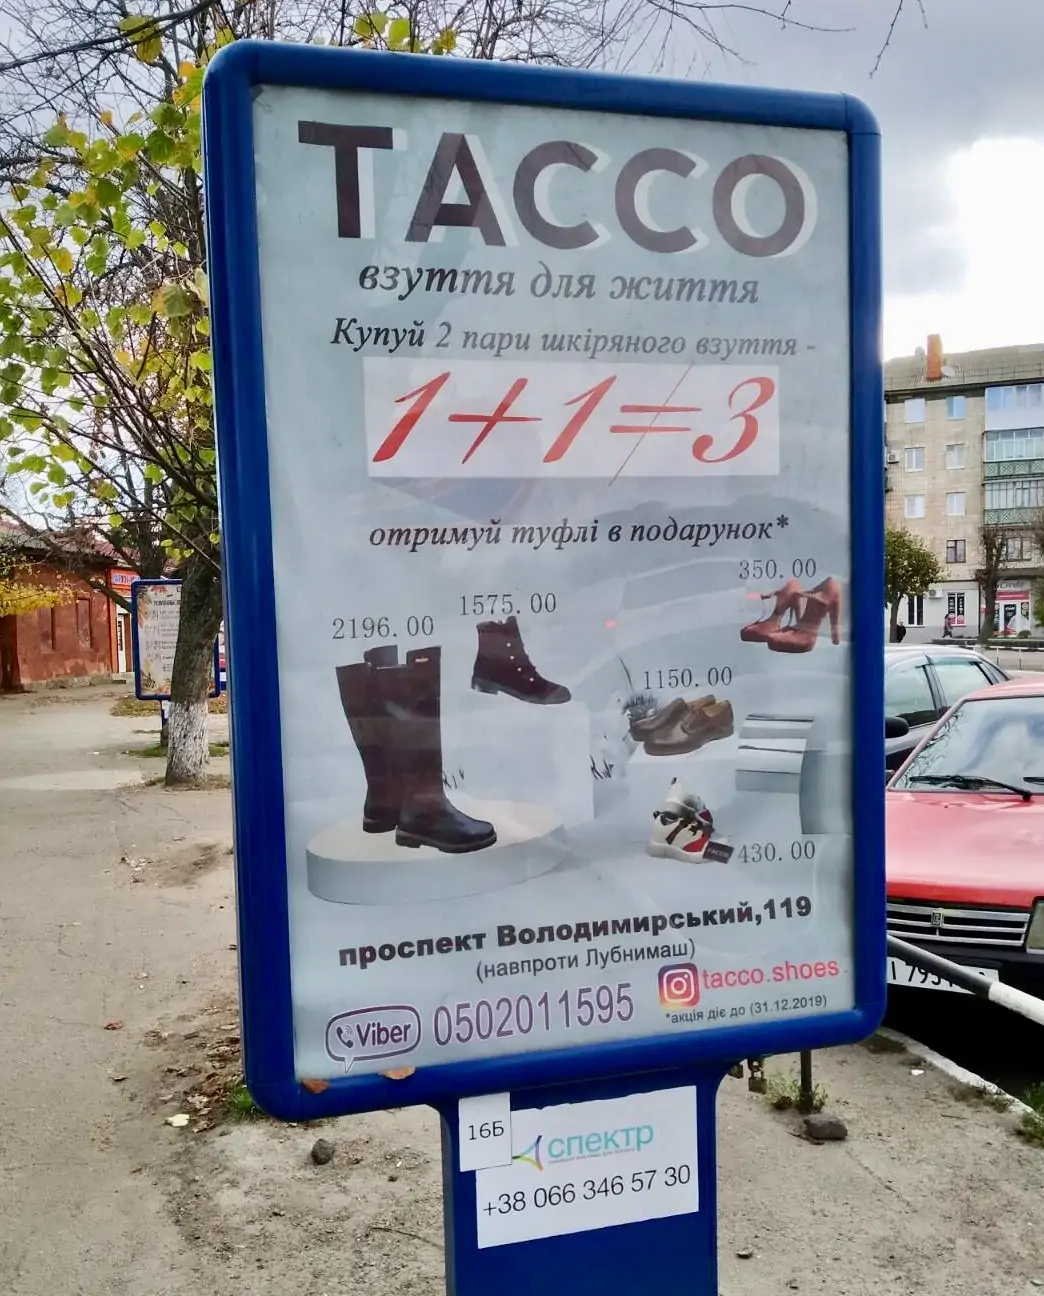 TACCO
взуття для життя
Купуй 2 пари шкіряного взуття -
1+1=3
отримуй туфлі в подарунок*
350.00
1575.00
2196.00
1150.00
430.00
проспект Володимирський,119
(навпроти Лубнимаш)
tacco.shoes
Viber 0502011595
*акція діє до (31.12.2019)
16Б
спектр
+38 066 346 57 30